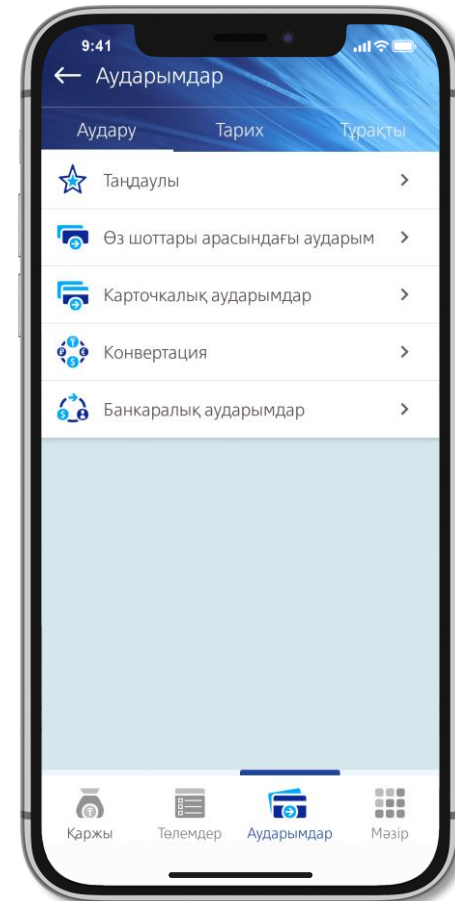 9:41
Аударымдар
Аудару Тарих Тұрақты
Таңдаулы
Өз шоттары арасындағы аударым
Карточкалық аударымдар
Конвертация
Банкаралық аударымдар
Қаржы Төлемдер Аударымдар Мәзір